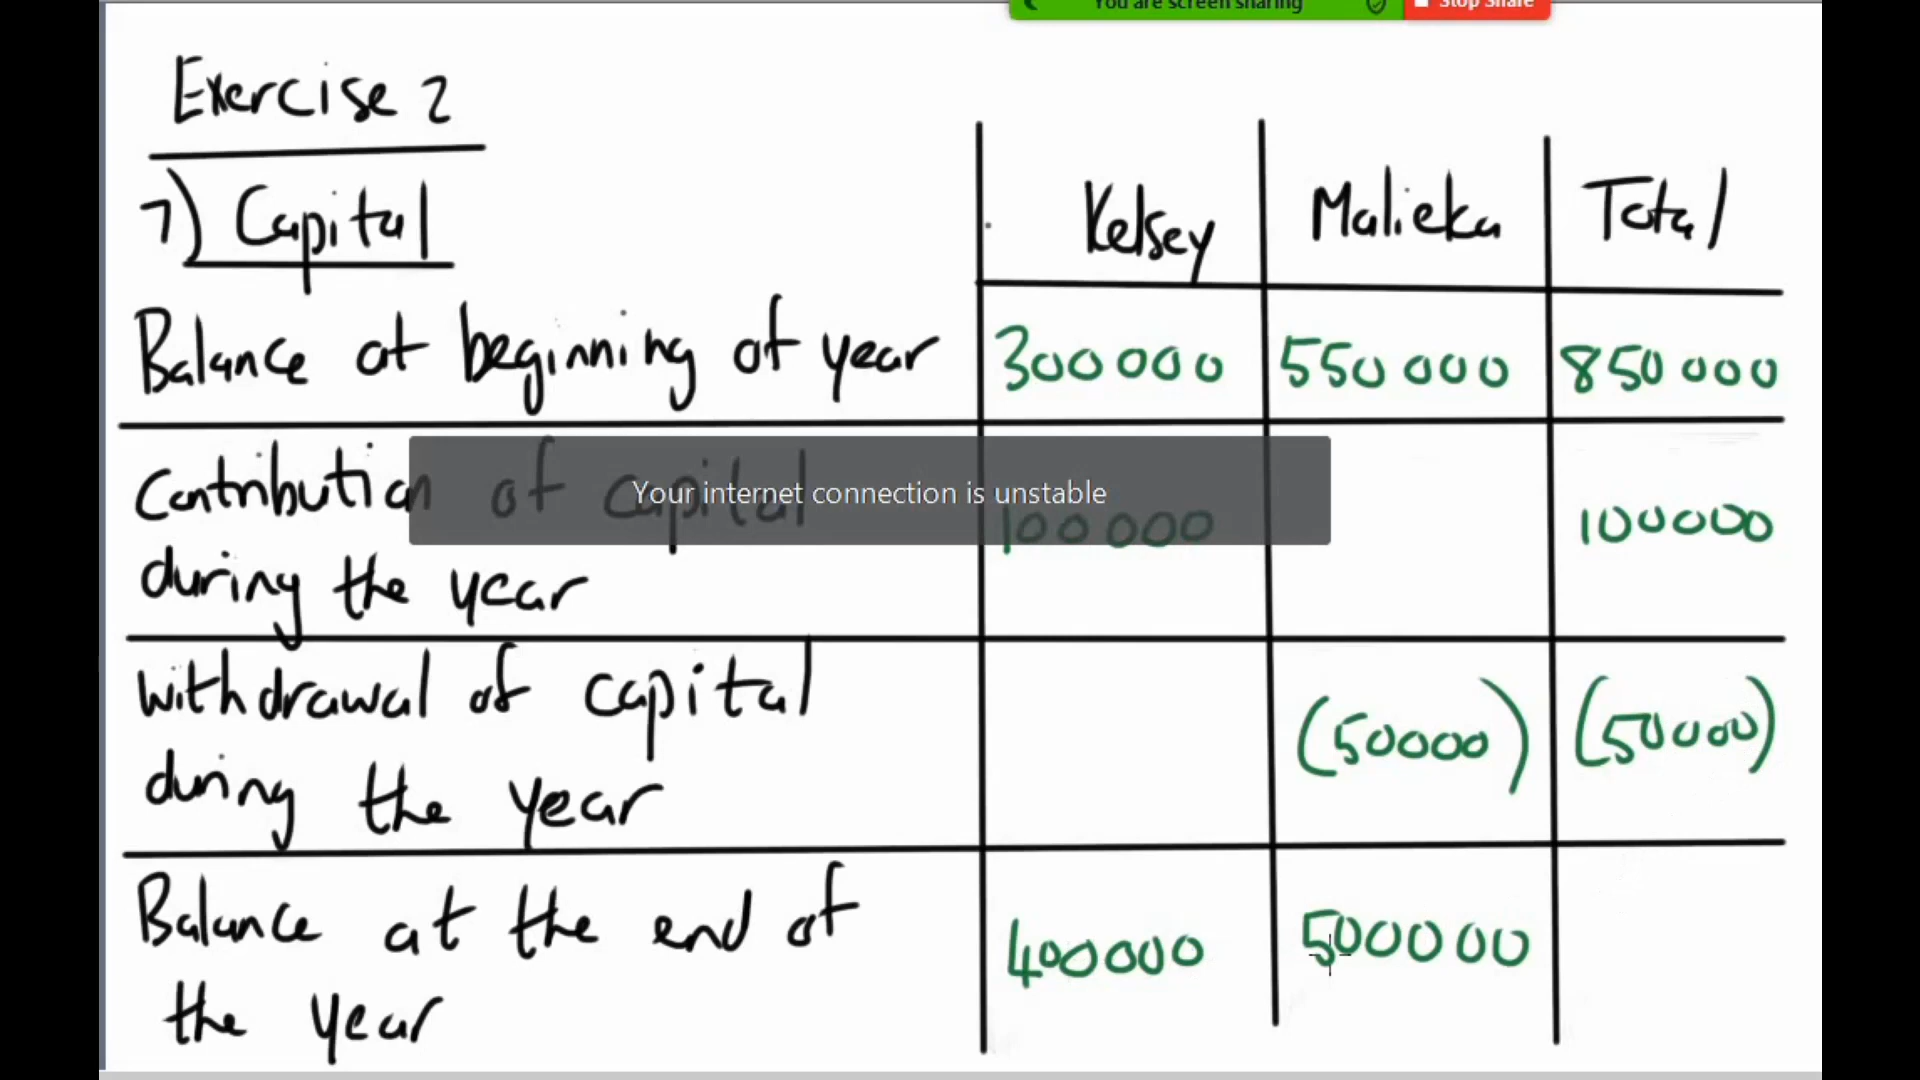 You are screen sharing Stop Share
Exercise 2
7) Capital Kelsey Malieka Total
Balance at beginning of year 300000 550000 850000
Contribution of capital 100000 100000
Your internet connection is unstable
during the year
withdrawal of capital (50000) (50000)
during the year
Balance at the end of 400000 500000
the year